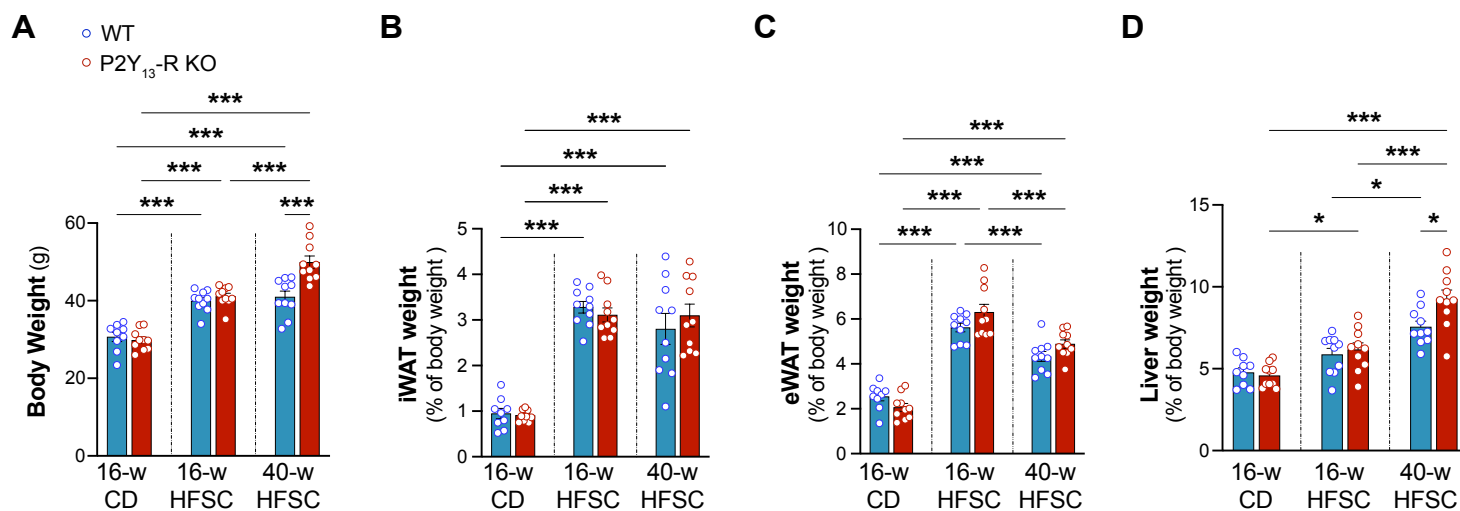 A
WT
P2Y13-R KO
***
***
***
***
***
***
Body Weight (g)
60
40
20
0
16-w
CD
16-w
HFSC
40-w
HFSC
B
***
***
***
***
iWAT weight
(% of body weight )
5
4
3
2
1
0
16-w
CD
16-w
HFSC
40-w
HFSC
C
***
***
***
***
***
***
eWAT weight
(% of body weight )
10
8
6
4
2
0
16-w
CD
16-w
HFSC
40-w
HFSC
D
***
***
*
*
*
Liver weight
(% of body weight )
15
10
5
0
16-w
CD
16-w
HFSC
40-w
HFSC